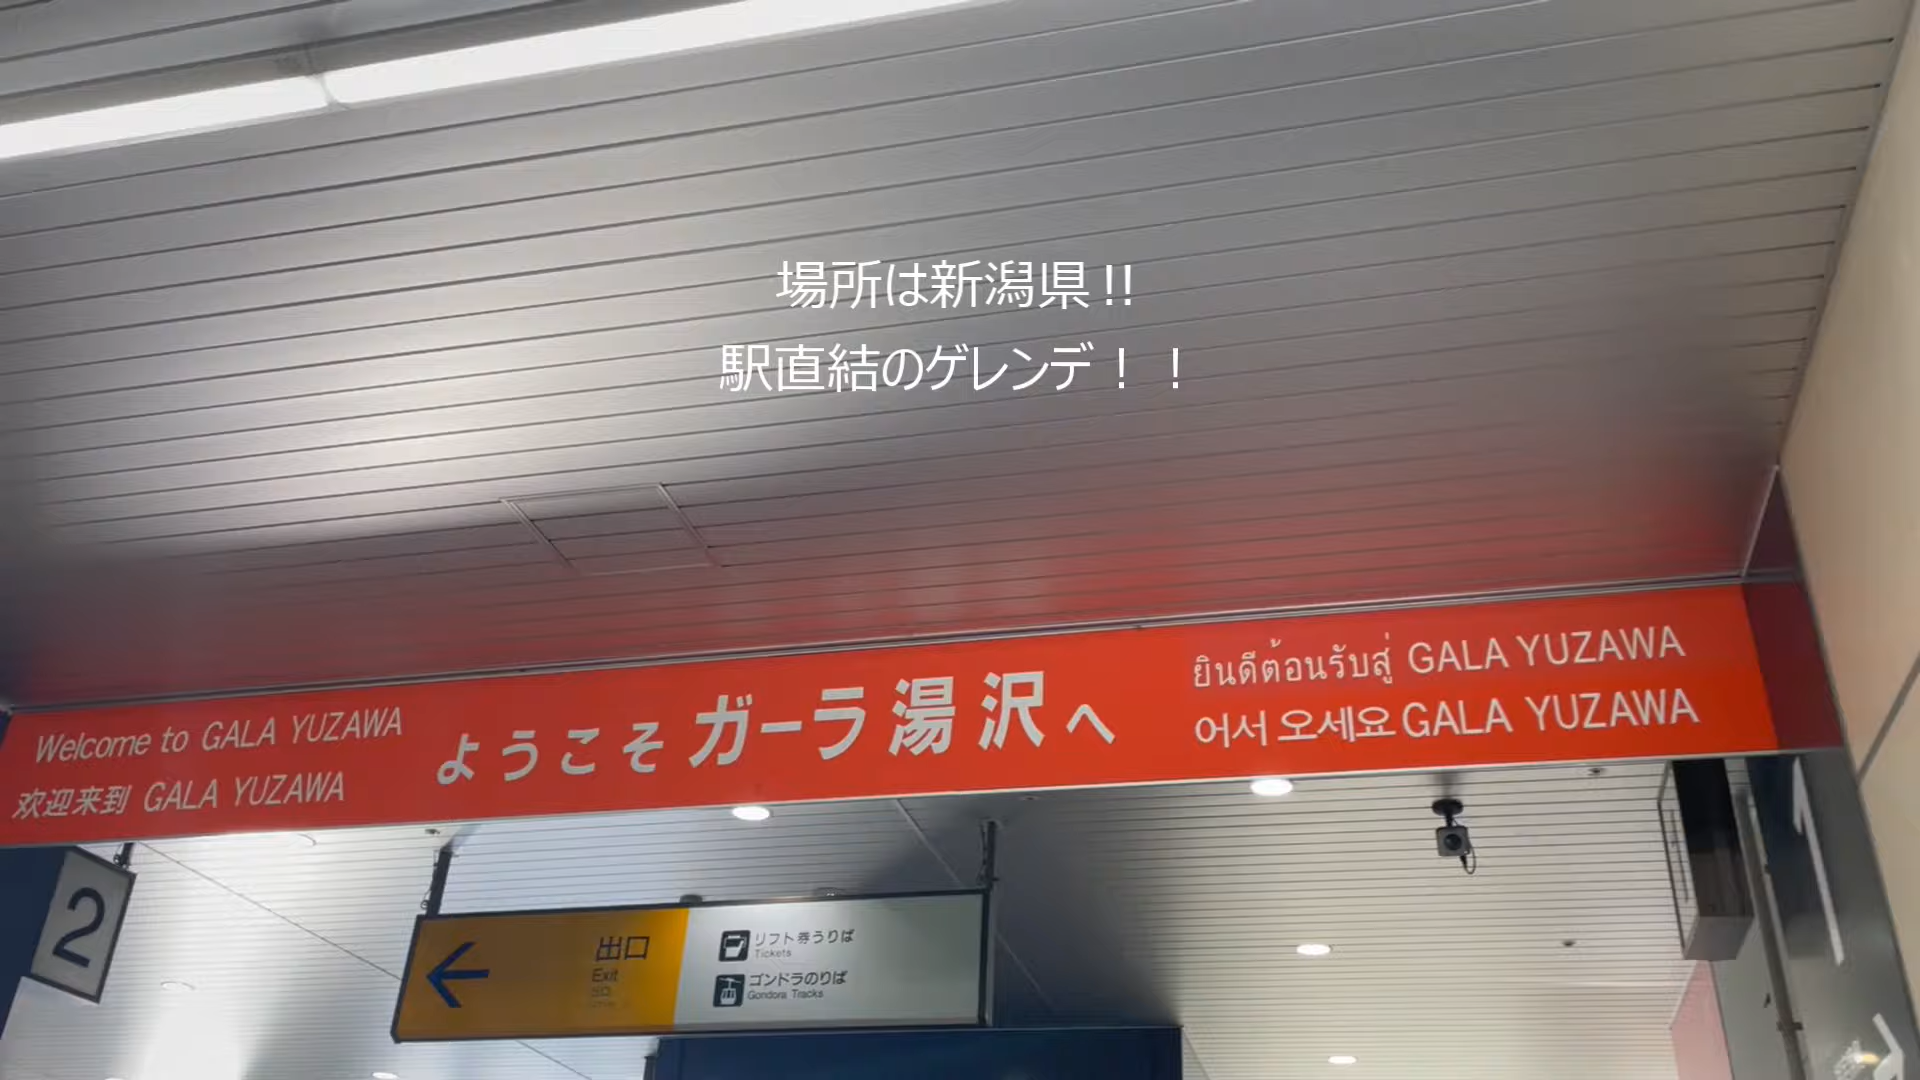 場所は新潟県!!
駅直結のゲレンデ！！
Welcome to GALA YUZAWA
欢迎来到 GALA YUZAWA
ようこそガーラ湯沢へ
ยินดีต้อนรับสู่ GALA YUZAWA
어서 오세요 GALA YUZAWA
2
出口
Exit
リフト券うりば
Tickets
ゴンドラのりば
Gondora Tracks